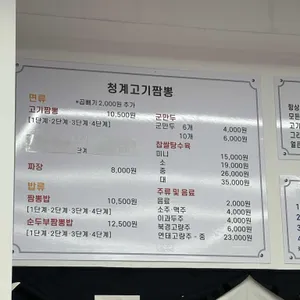 청계고기짬뽕
면류
+곱빼기 2,000원 추가
고기짬뽕 10,500원
[1단계·2단계·3단계·4단계]
단계]
짜장 8,000원
밥류
짬뽕밥 10,500원
[1단계·2단계·3단계·4단계]
순두부짬뽕밥 12,500원
[1단계·2단계·3단계·4단계]
군만두
군만두 6개 4,000원
10개 6,000원
찹쌀탕수육
미니 15,000원
소 19,000원
중 26,000원
대 35,000원
주류 및 음료
음료 2,000원
소주·맥주 4,000원
이과두주 4,000원
북경고량주 6,000원
연태고량주 - 중 23,000원
항상
모든